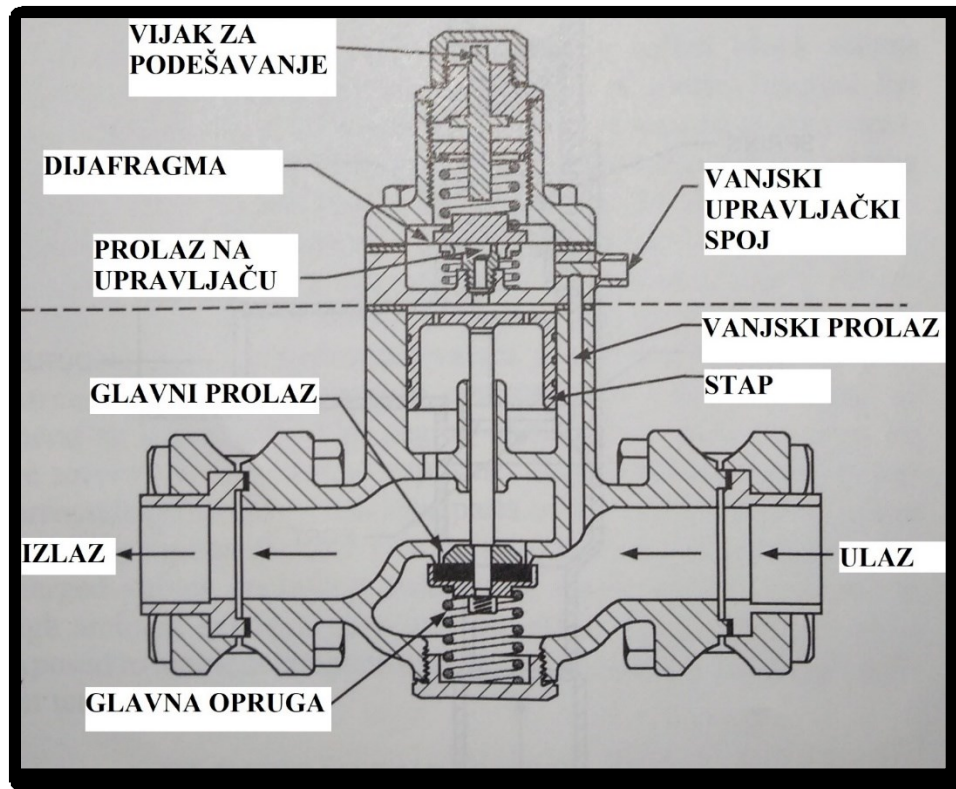 VIJAK ZA
PODEŠAVANJE
DIJAFRAGMA
VANJSKI
UPRAVLJAČKI
SPOJ
PROLAZ NA
UPRAVLJAČU
VANJSKI PROLAZ
GLAVNI PROLAZ
STAP
IZLAZ
ULAZ
GLAVNA OPRUGA